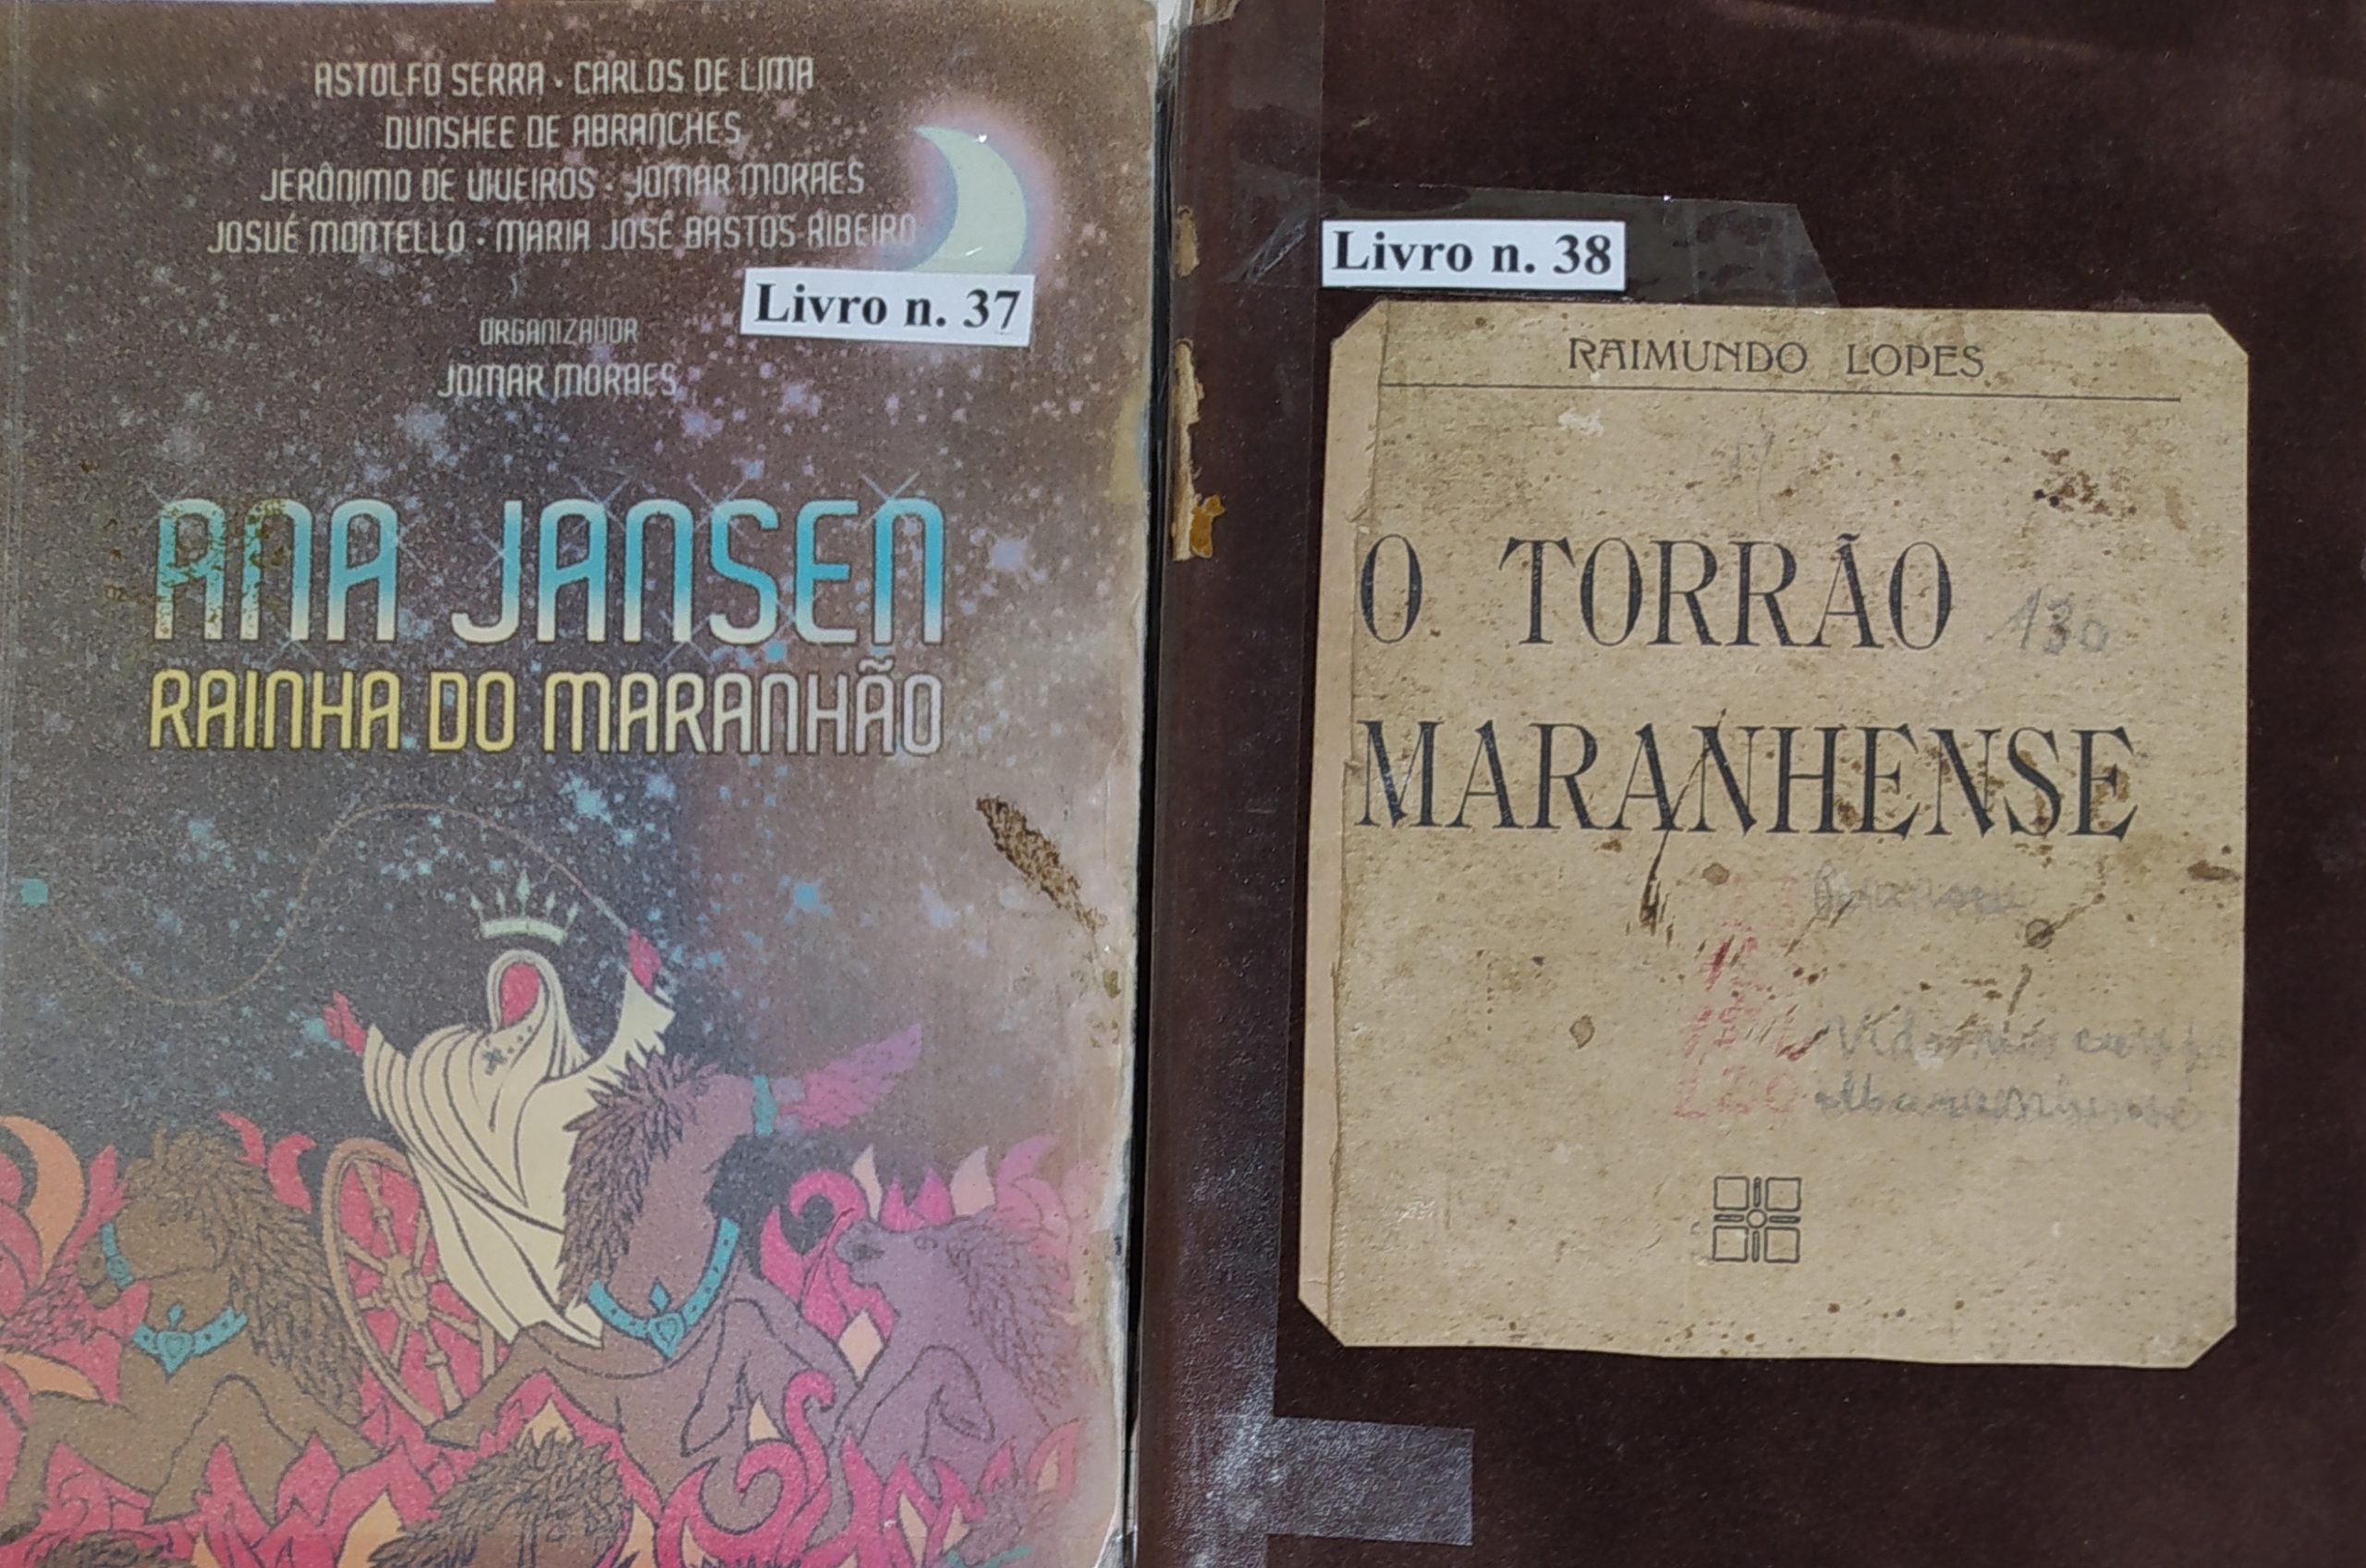 ASTOLFO SERRA · CARLOS DE LIMA
DUNSHEE DE ABRANCHES
JERÔNIMO DE VIVEIROS · JOMAR MORAES
JOSUÉ MONTELLO · MARIA JOSÉ BASTOS RIBEIRO
Livro n. 37
ORGANIZADOR
JOMAR MORAES
ANA JANSEN
RAINHA DO MARANHÃO
Livro n. 38
RAIMUNDO LOPES
O TORRÃO
130
MARANHENSE